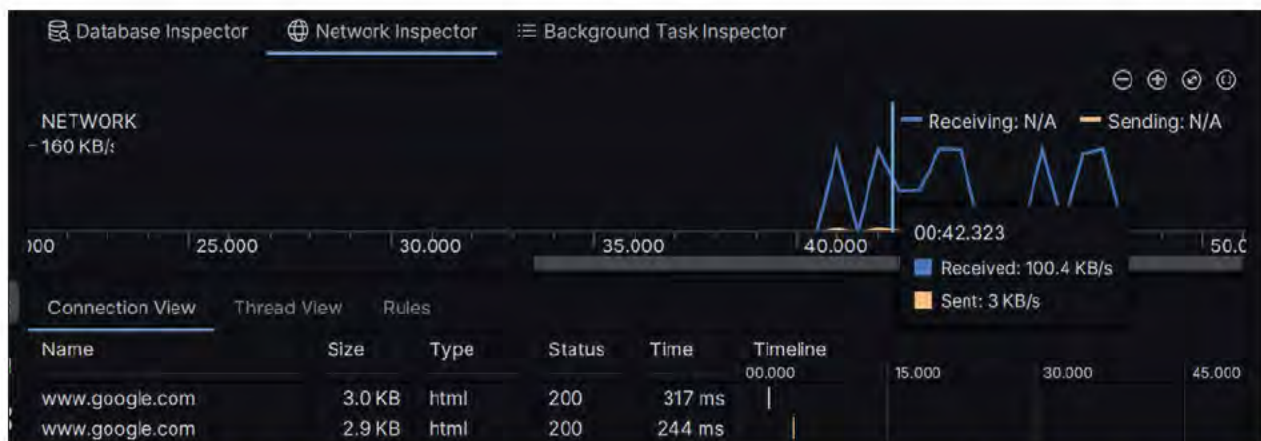 Database Inspector Network Inspector Background Task Inspector
NETWORK
160 KB/s
Receiving: N/A Sending: N/A
000 25.000 30.000 35.000 40.000 50.0
00:42.323
Received: 100.4 KB/s
Sent: 3 KB/s
Connection View Thread View Rules
Name Size Type Status Time Timeline
00.000 15.000 30.000 45.000
www.google.com 3.0 KB html 200 317 ms
www.google.com 2.9 KB html 200 244 ms